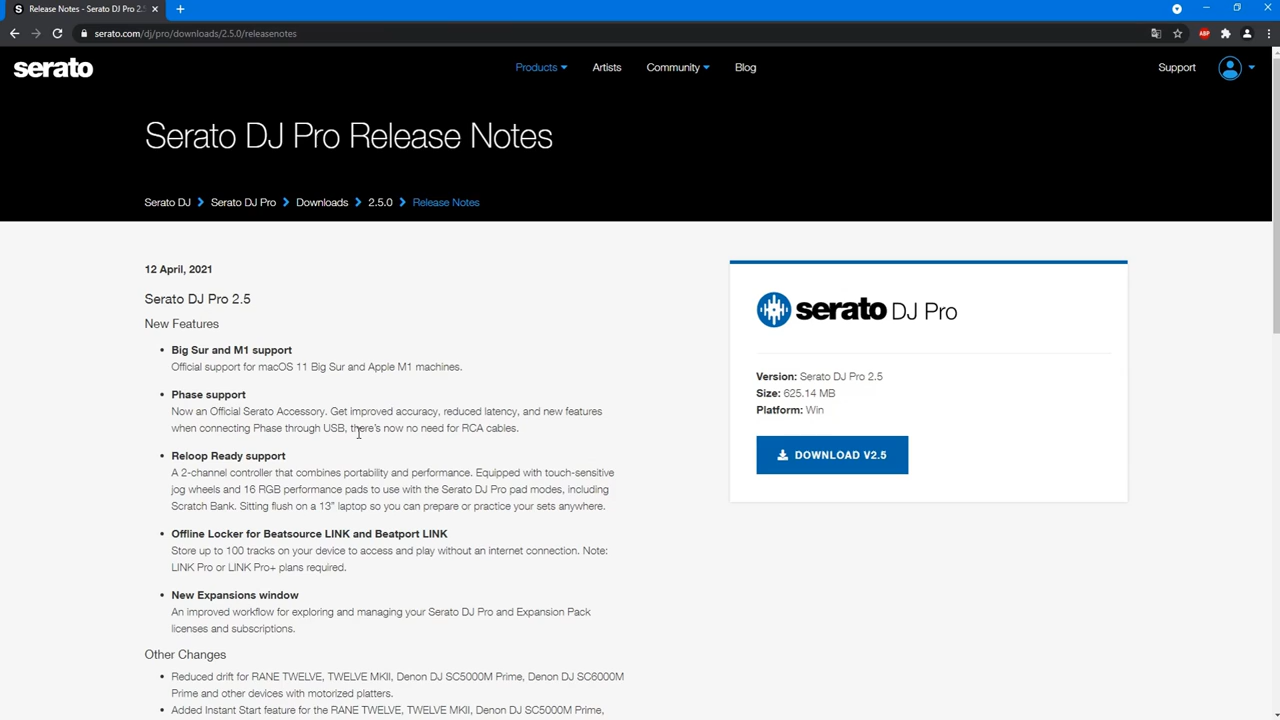 Release Notes - Serato DJ Pro 2.5
serato.com/dj/pro/downloads/2.5.0/releasenotes
ABP
serato
Products
Artists
Community
Blog
Support
Serato DJ Pro Release Notes
Serato DJ
Serato DJ Pro
Downloads
2.5.0
Release Notes
12 April, 2021
Serato DJ Pro 2.5
New Features
• Big Sur and M1 support
Official support for macOS 11 Big Sur and Apple M1 machines.
• Phase support
Now an Official Serato Accessory. Get improved accuracy, reduced latency, and new features
when connecting Phase through USB, there's now no need for RCA cables.
• Reloop Ready support
A 2-channel controller that combines portability and performance. Equipped with touch-sensitive
jog wheels and 16 RGB performance pads to use with the Serato DJ Pro pad modes, including
Scratch Bank. Sitting flush on a 13" laptop so you can prepare or practice your sets anywhere.
• Offline Locker for Beatsource LINK and Beatport LINK
Store up to 100 tracks on your device to access and play without an internet connection. Note:
LINK Pro or LINK Pro+ plans required.
• New Expansions window
An improved workflow for exploring and managing your Serato DJ Pro and Expansion Pack
licenses and subscriptions.
Other Changes
• Reduced drift for RANE TWELVE, TWELVE MKII, Denon DJ SC5000M Prime, Denon DJ SC6000M
Prime and other devices with motorized platters.
• Added Instant Start feature for the RANE TWELVE, TWELVE MKII, Denon DJ SC5000M Prime,
serato DJ Pro
Version: Serato DJ Pro 2.5
Size: 625.14 MB
Platform: Win
DOWNLOAD V2.5